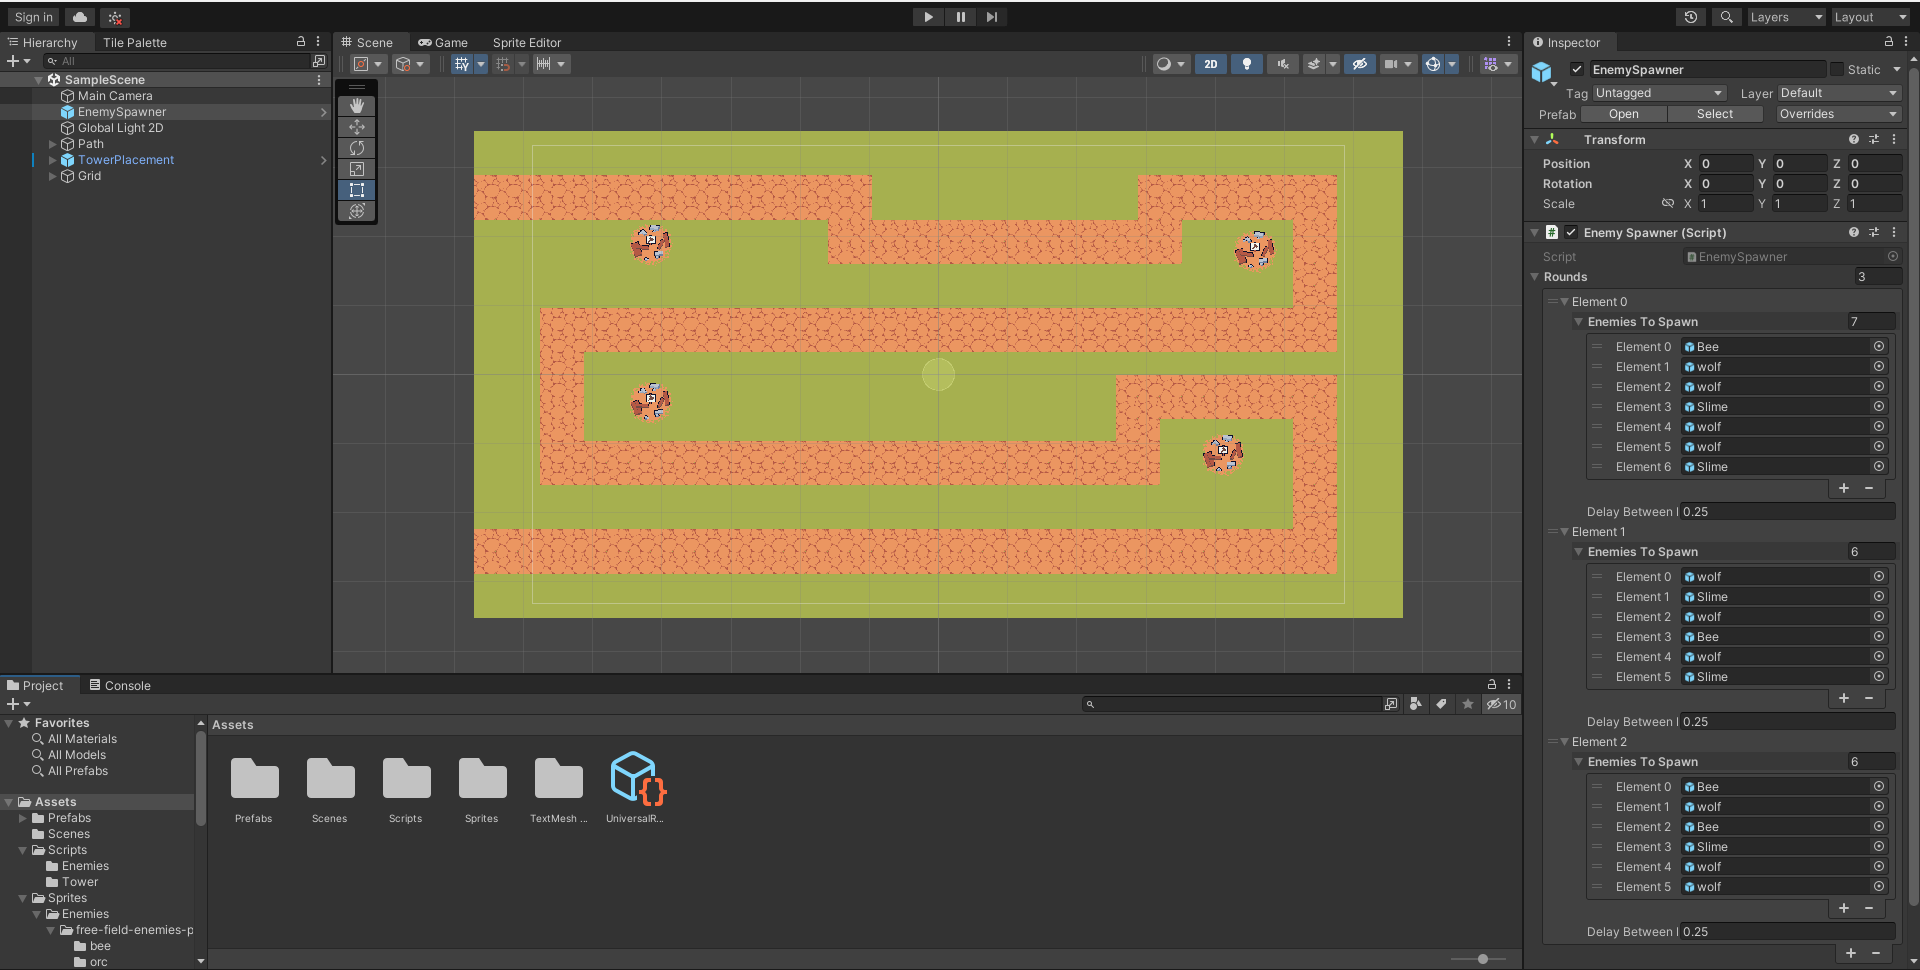 Sign in
Layers
Layout
Hierarchy
Tile Palette
All
SampleScene
Main Camera
EnemySpawner
Global Light 2D
Path
TowerPlacement
Grid
Scene
Game
Sprite Editor
2D
Project
Console
10
Favorites
All Materials
All Models
All Prefabs
Assets
Prefabs
Scenes
Scripts
Enemies
Tower
Sprites
Enemies
free-field-enemies-p
bee
orc
Assets
Prefabs
Scenes
Scripts
Sprites
TextMesh ...
UniversalR...
Inspector
EnemySpawner
Static
Tag Untagged Layer Default
Prefab Open Select Overrides
Transform
Position X 0 Y 0 Z 0
Rotation X 0 Y 0 Z 0
Scale X 1 Y 1 Z 1
# Enemy Spawner (Script)
Script EnemySpawner
Rounds 3
Element 0
Enemies To Spawn 7
Element 0 Bee
Element 1 wolf
Element 2 wolf
Element 3 Slime
Element 4 wolf
Element 5 wolf
Element 6 Slime
+ −
Delay Between I 0.25
Element 1
Enemies To Spawn 6
Element 0 wolf
Element 1 Slime
Element 2 wolf
Element 3 Bee
Element 4 wolf
Element 5 Slime
+ −
Delay Between I 0.25
Element 2
Enemies To Spawn 6
Element 0 Bee
Element 1 wolf
Element 2 Bee
Element 3 Slime
Element 4 wolf
Element 5 wolf
+ −
Delay Between I 0.25
+ −